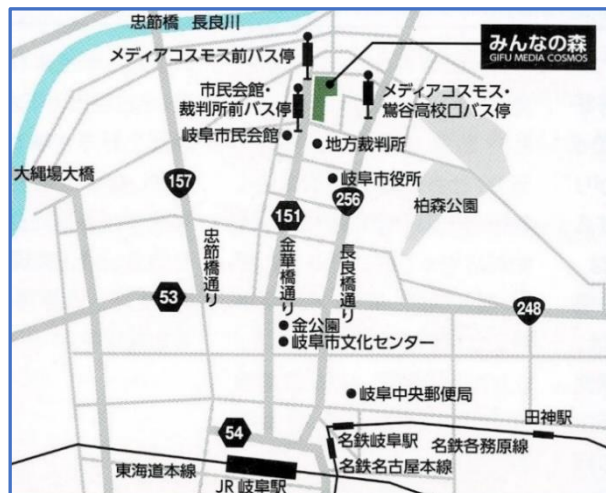 忠節橋 長良川
みんなの森
GIFU MEDIA COSMOS
メディアコスモス前バス停
市民会館・
裁判所前バス停
メディアコスモス・
鶯谷高校口バス停
岐阜市民会館
地方裁判所
大縄場大橋
岐阜市役所
157
256
柏森公園
151
忠節橋通り
金華橋通り
長良橋通り
53
248
金公園
岐阜市文化センター
岐阜中央郵便局
田神駅
54
名鉄岐阜駅
名鉄各務原線
東海道本線
名鉄名古屋本線
JR岐阜駅